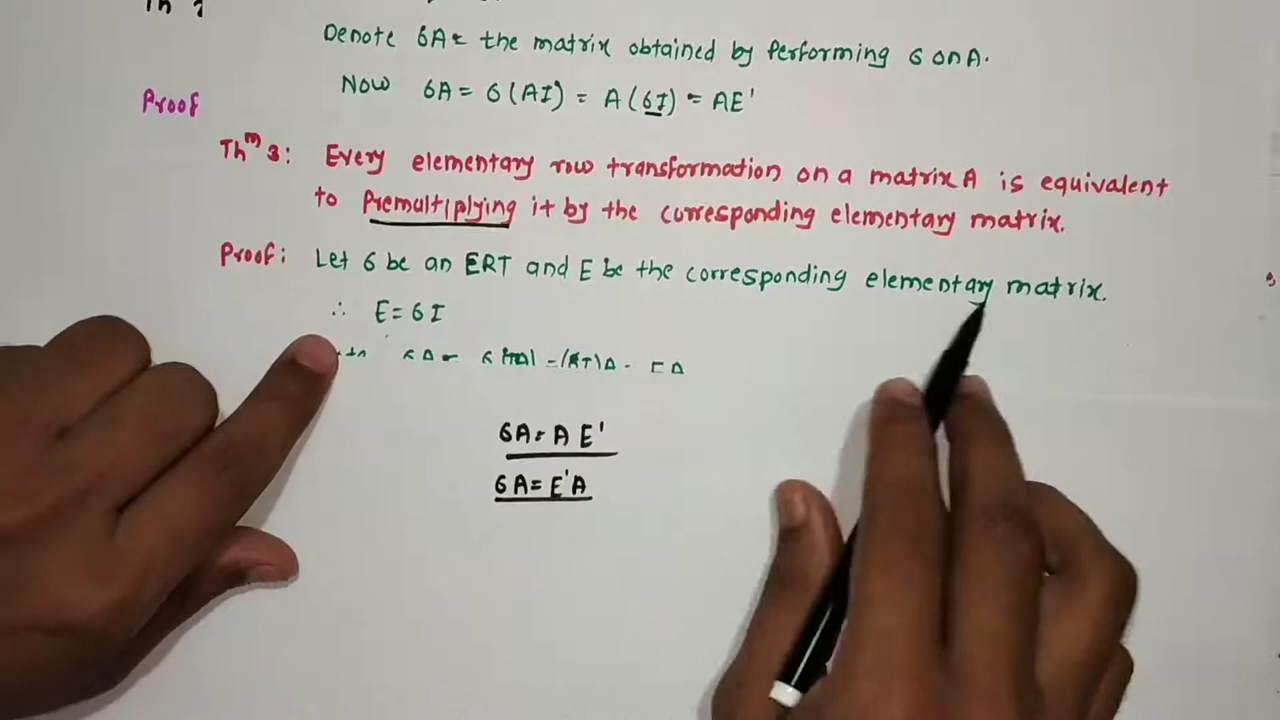 Denote 6A = the matrix obtained by performing 6 on A.
Now 6A = 6(AI) = A(6I) = AE'
Proof
Thm 3: Every elementary row transformation on a matrix A is equivalent
to Premultiplying it by the corresponding elementary matrix.
Proof: Let 6 be an ERT and E be the corresponding elementary matrix.
∴ E = 6I
6A = AE'
6A = E'A